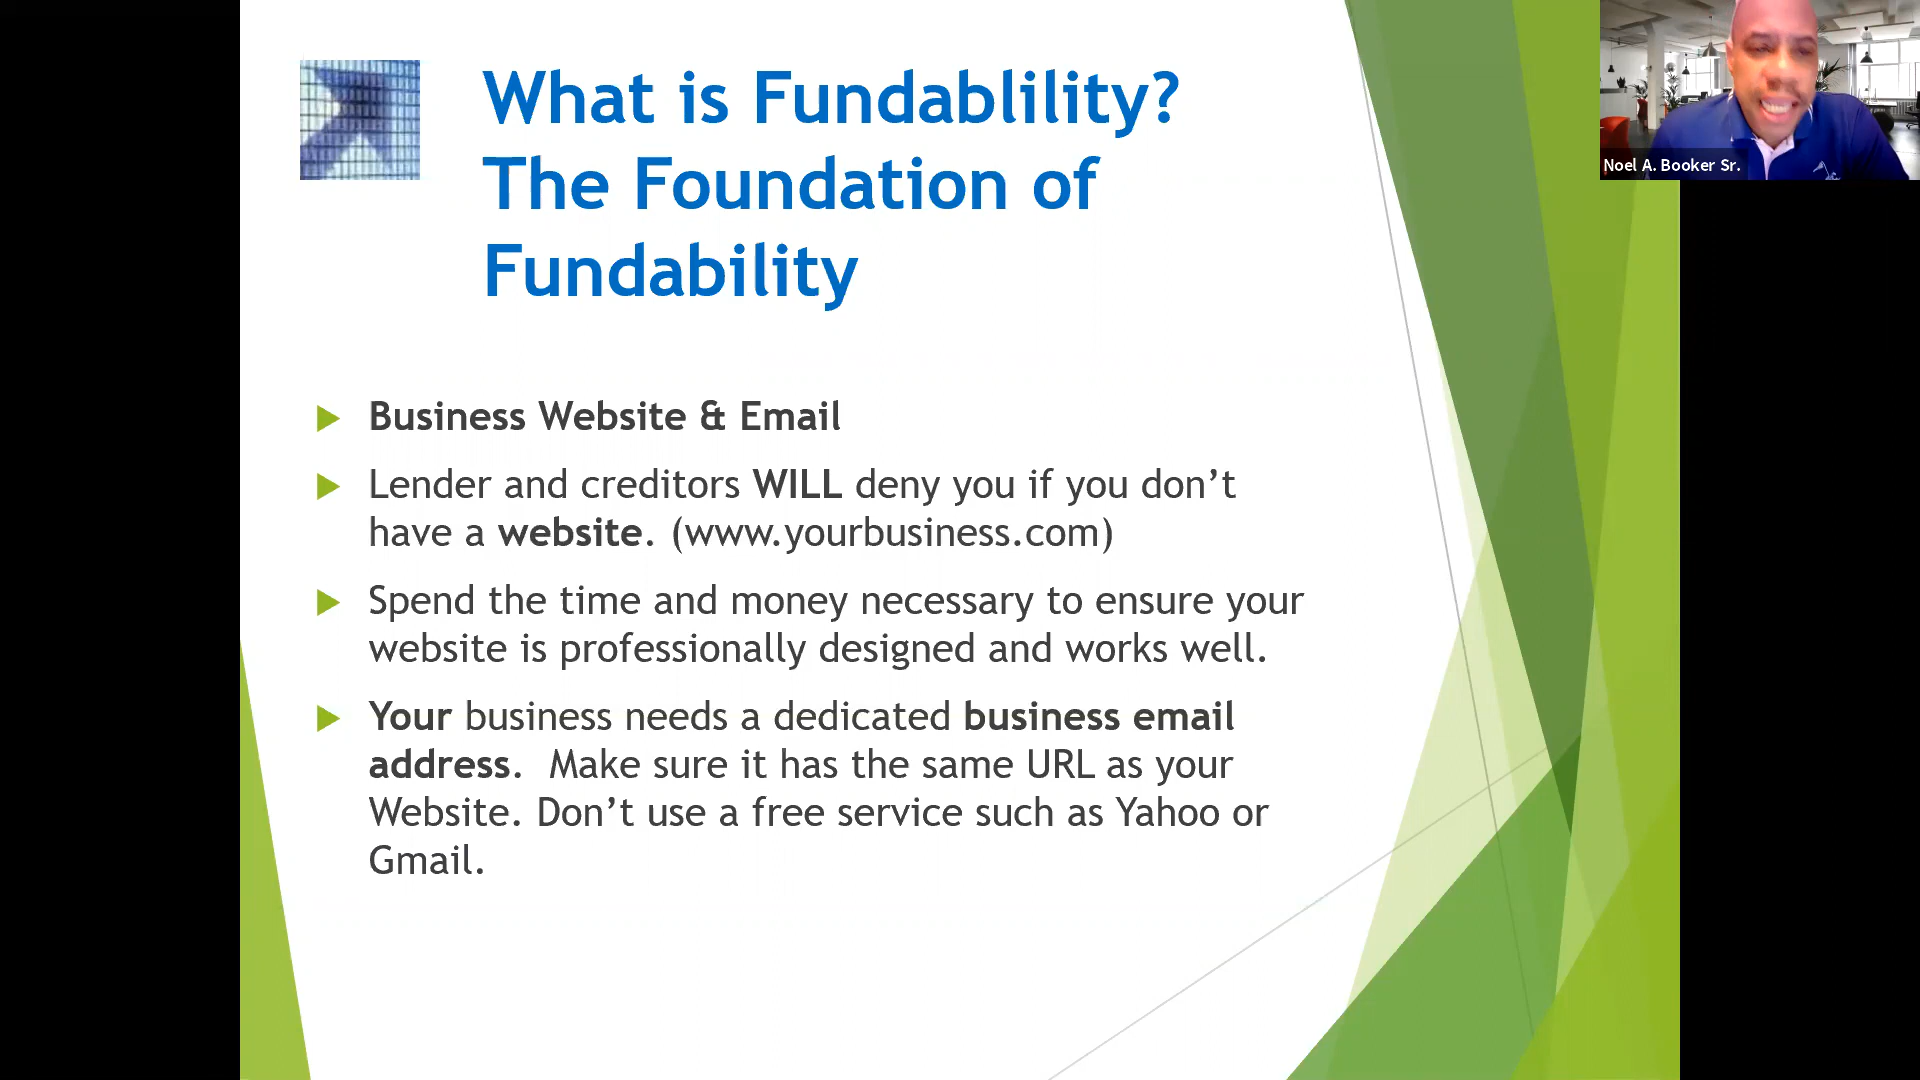 What is Fundablility?
The Foundation of
Fundability
Business Website & Email
Lender and creditors WILL deny you if you don’t
have a website. (www.yourbusiness.com)
Spend the time and money necessary to ensure your
website is professionally designed and works well.
Your business needs a dedicated business email
address.  Make sure it has the same URL as your
Website. Don’t use a free service such as Yahoo or
Gmail.
Noel A. Booker Sr.